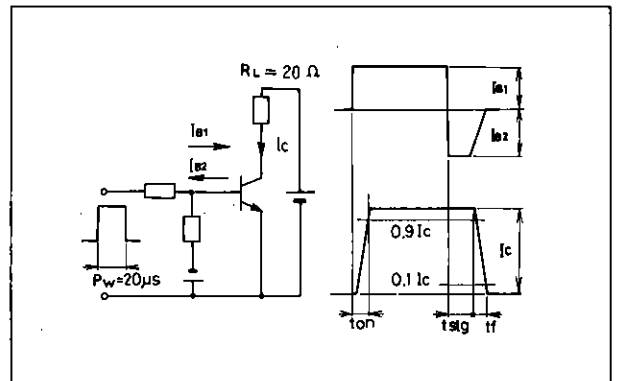 RL = 20 Ω
IB1
IB2
Ic
PW=20μs
IB1
IB2
0,9 Ic
Ic
0,1 Ic
ton
tstg
tf